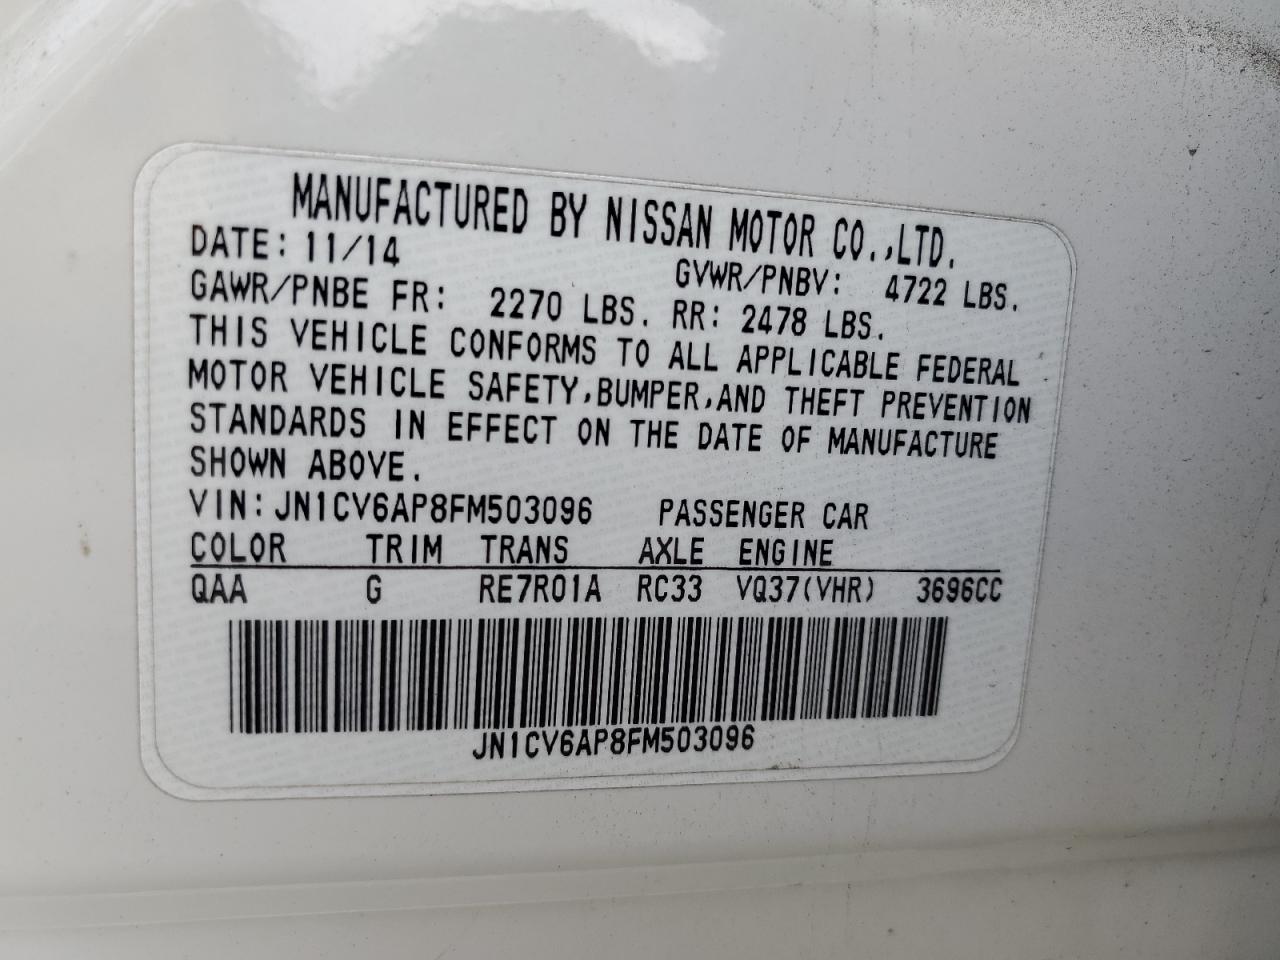 MANUFACTURED BY NISSAN MOTOR CO.,LTD.
DATE: 11/14 GVWR/PNBV: 4722 LBS.
GAWR/PNBE FR: 2270 LBS. RR: 2478 LBS.
THIS VEHICLE CONFORMS TO ALL APPLICABLE FEDERAL
MOTOR VEHICLE SAFETY,BUMPER,AND THEFT PREVENTION
STANDARDS IN EFFECT ON THE DATE OF MANUFACTURE
SHOWN ABOVE.
VIN:JN1CV6AP8FM503096 PASSENGER CAR
COLOR TRIM TRANS AXLE ENGINE
QAA G RE7R01A RC33 VQ37(VHR) 3696CC
JN1CV6AP8FM503096